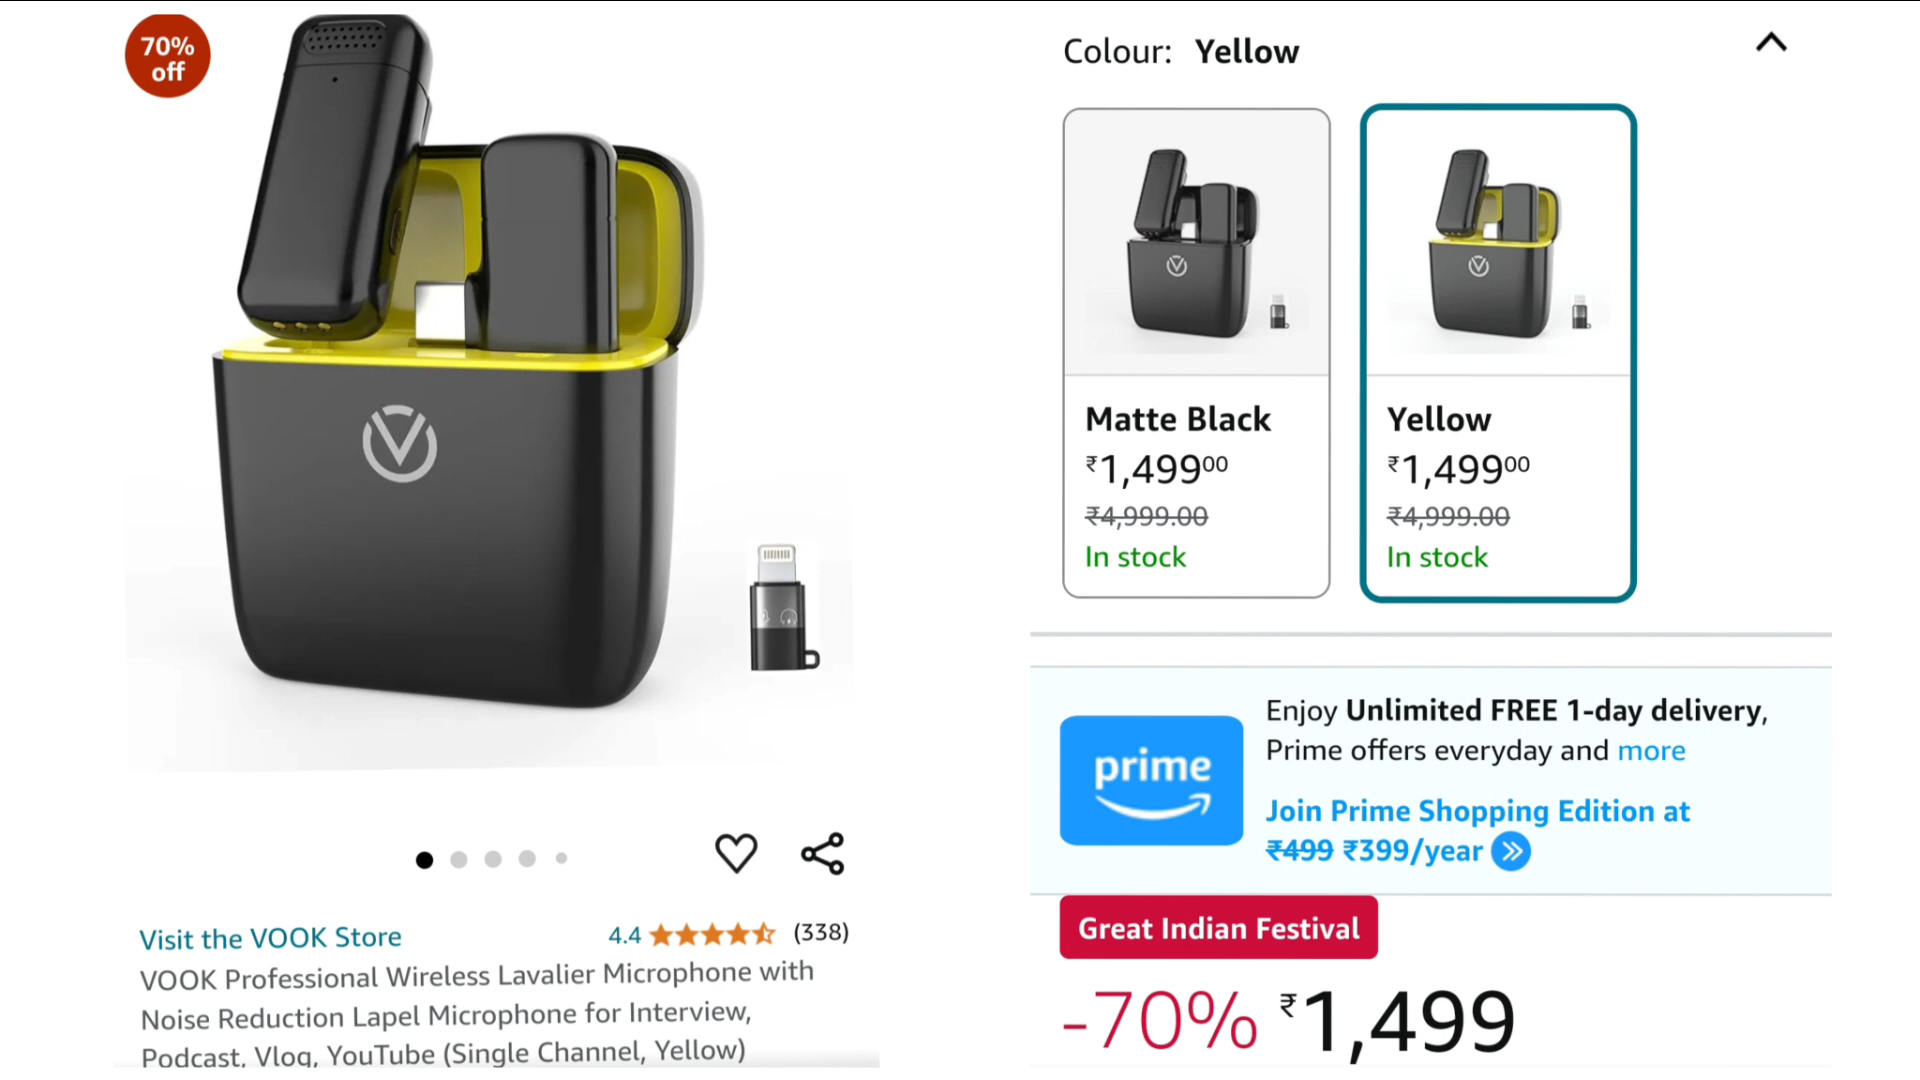 70%
off
Visit the VOOK Store
4.4 (338)
VOOK Professional Wireless Lavalier Microphone with
Noise Reduction Lapel Microphone for Interview,
Podcast, Vlog, YouTube (Single Channel, Yellow)
Colour: Yellow
Matte Black
₹1,49900
₹4,999.00
In stock
Yellow
₹1,49900
₹4,999.00
In stock
prime
Enjoy Unlimited FREE 1-day delivery,
Prime offers everyday and more
Join Prime Shopping Edition at
₹499 ₹399/year
Great Indian Festival
-70% ₹1,499